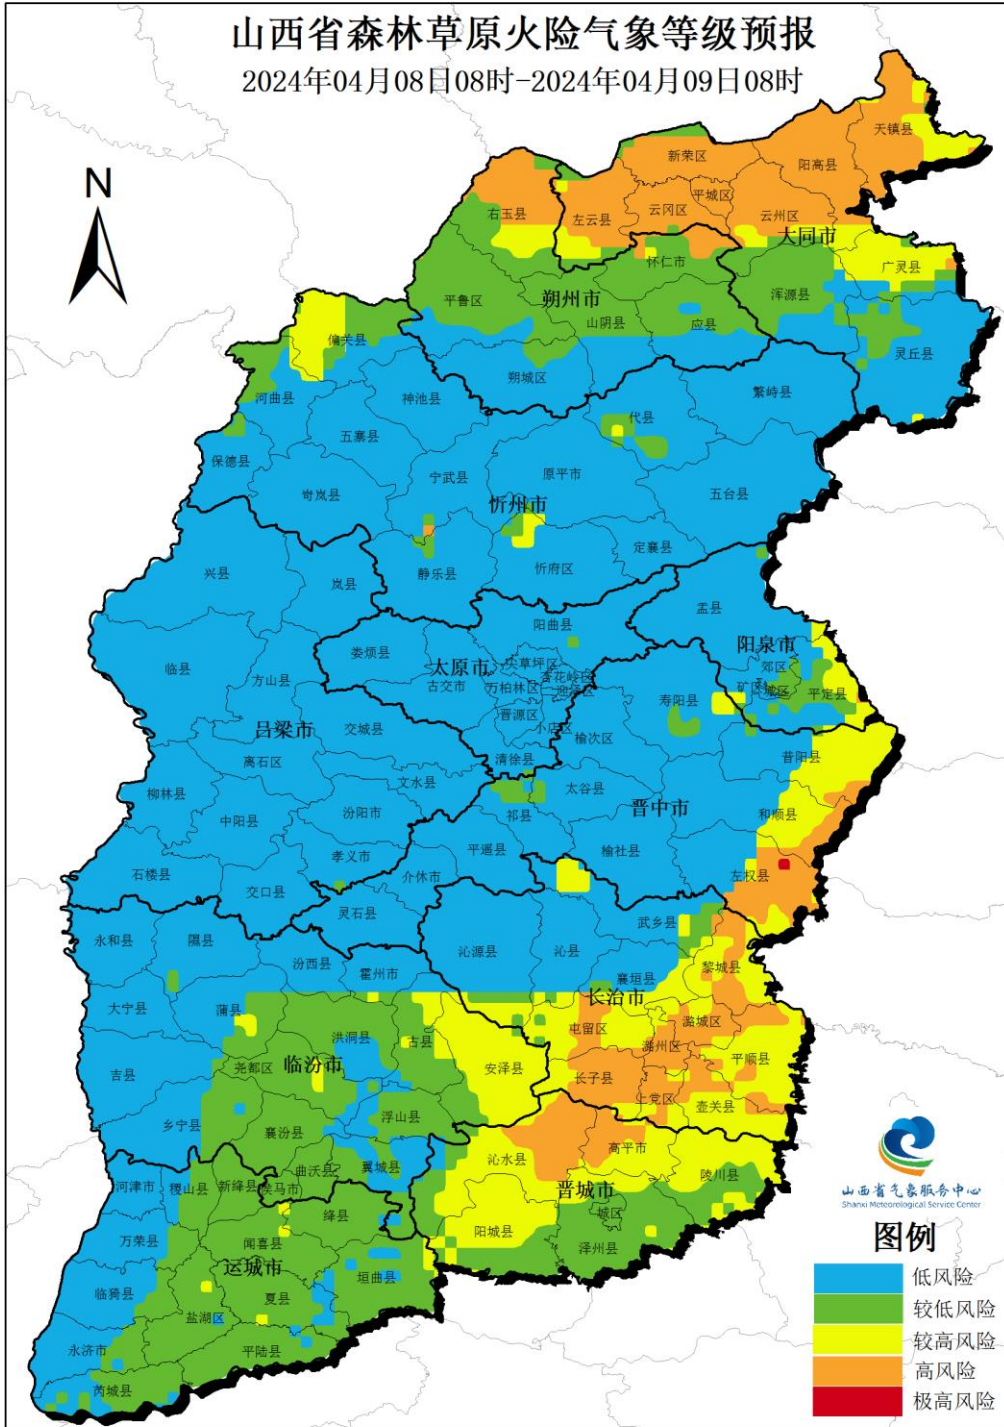 山西省森林草原火险气象等级预报
2024年04月08日08时-2024年04月09日08时
N
天镇县
新荣区
阳高县
平城区
右玉县
左云县
云冈区
云州区
大同市
怀仁市
广灵县
平鲁区
朔州市
浑源县
山阴县
应县
偏关县
灵丘县
朔城区
河曲县
神池县
繁峙县
代县
五寨县
保德县
宁武县
原平市
岢岚县
五台县
忻州市
定襄县
兴县
岚县
静乐县
忻府区
盂县
阳曲县
阳泉市
娄烦县
太原市
尖草坪区
郊区
临县
方山县
古交市
万柏林区
杏花岭区
迎泽区
矿区
城区
平定县
寿阳县
晋源区
吕梁市
交城县
小店区
榆次区
离石区
清徐县
昔阳县
文水县
柳林县
太谷县
中阳县
汾阳市
祁县
晋中市
和顺县
孝义市
平遥县
榆社县
石楼县
介休市
左权县
交口县
灵石县
武乡县
永和县
隰县
沁源县
沁县
汾西县
霍州市
襄垣县
黎城县
大宁县
蒲县
长治市
屯留区
潞城区
洪洞县
古县
潞州区
尧都区
临汾市
安泽县
平顺县
吉县
长子县
上党区
壶关县
乡宁县
襄汾县
浮山县
高平市
沁水县
曲沃县
翼城县
陵川县
河津市
稷山县
新绛县
侯马市
晋城市
绛县
城区
万荣县
闻喜县
阳城县
泽州县
运城市
垣曲县
临猗县
夏县
盐湖区
永济市
平陆县
芮城县
山西省气象服务中心
Shanxi Meteorological Service Center
图例
低风险
较低风险
较高风险
高风险
极高风险